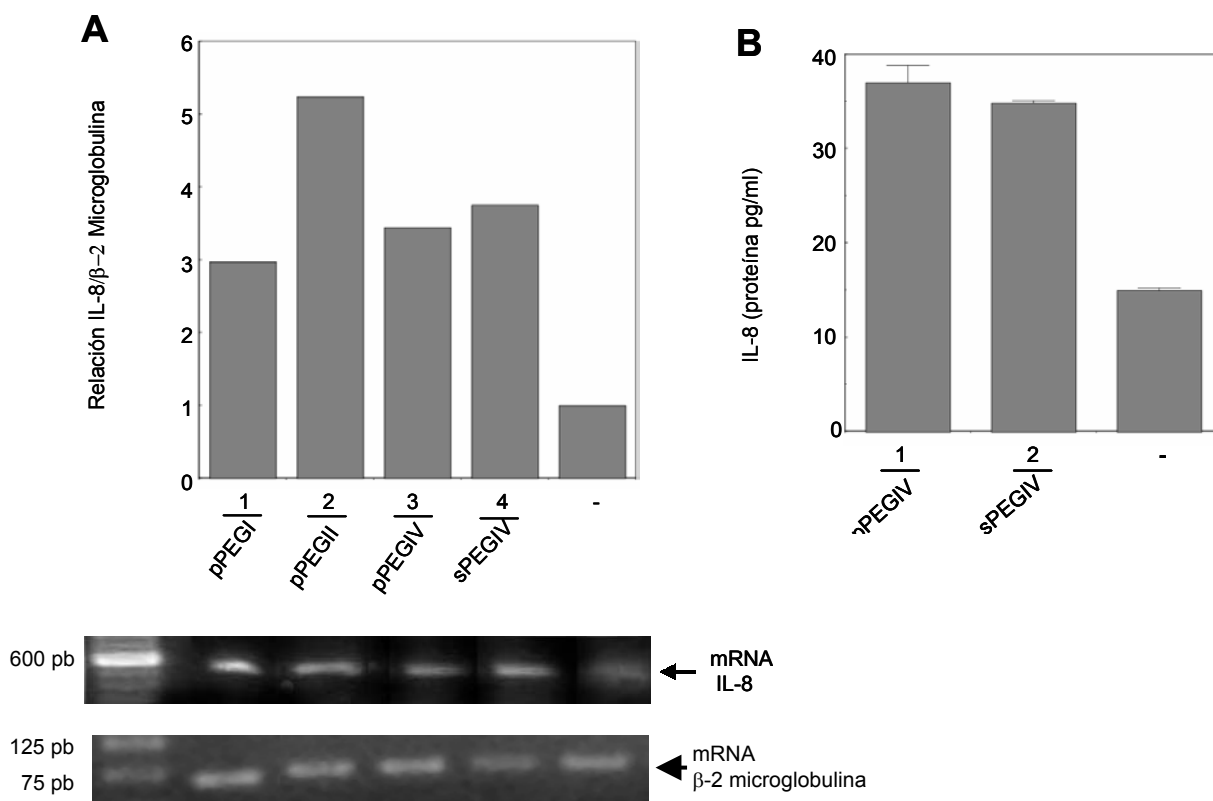 A
Relación IL-8/β-2 Microglobulina
6
5
4
3
2
1
0
1
pPEGI
2
pPEGII
3
pPEGIV
4
sPEGIV
-
B
IL-8 (proteína pg/ml)
40
30
20
10
0
1
pPEGIV
2
sPEGIV
-
600 pb
mRNA
IL-8
125 pb
75 pb
mRNA
β-2 microglobulina